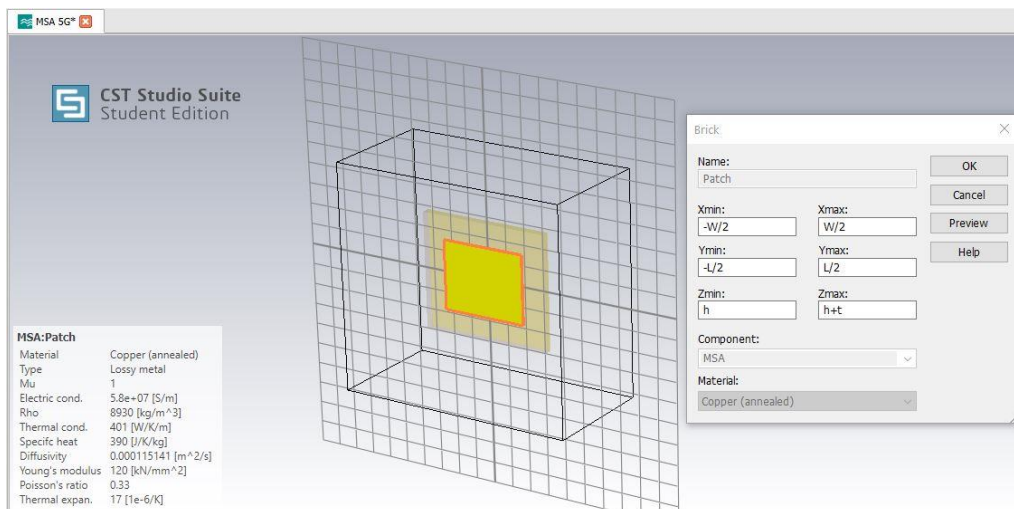 MSA 5G*
CST Studio Suite
Student Edition
Brick
Name:
Patch
OK
Cancel
Xmin:
Xmax:
-W/2
W/2
Preview
Ymin:
Ymax:
Help
-L/2
L/2
Zmin:
Zmax:
h
h+t
Component:
MSA
Material:
Copper (annealed)
MSA:Patch
Material Copper (annealed)
Type Lossy metal
Mu 1
Electric cond. 5.8e+07 [S/m]
Rho 8930 [kg/m^3]
Thermal cond. 401 [W/K/m]
Specifc heat 390 [J/K/kg]
Diffusivity 0.000115141 [m^2/s]
Young's modulus 120 [kN/mm^2]
Poisson's ratio 0.33
Thermal expan. 17 [1e-6/K]